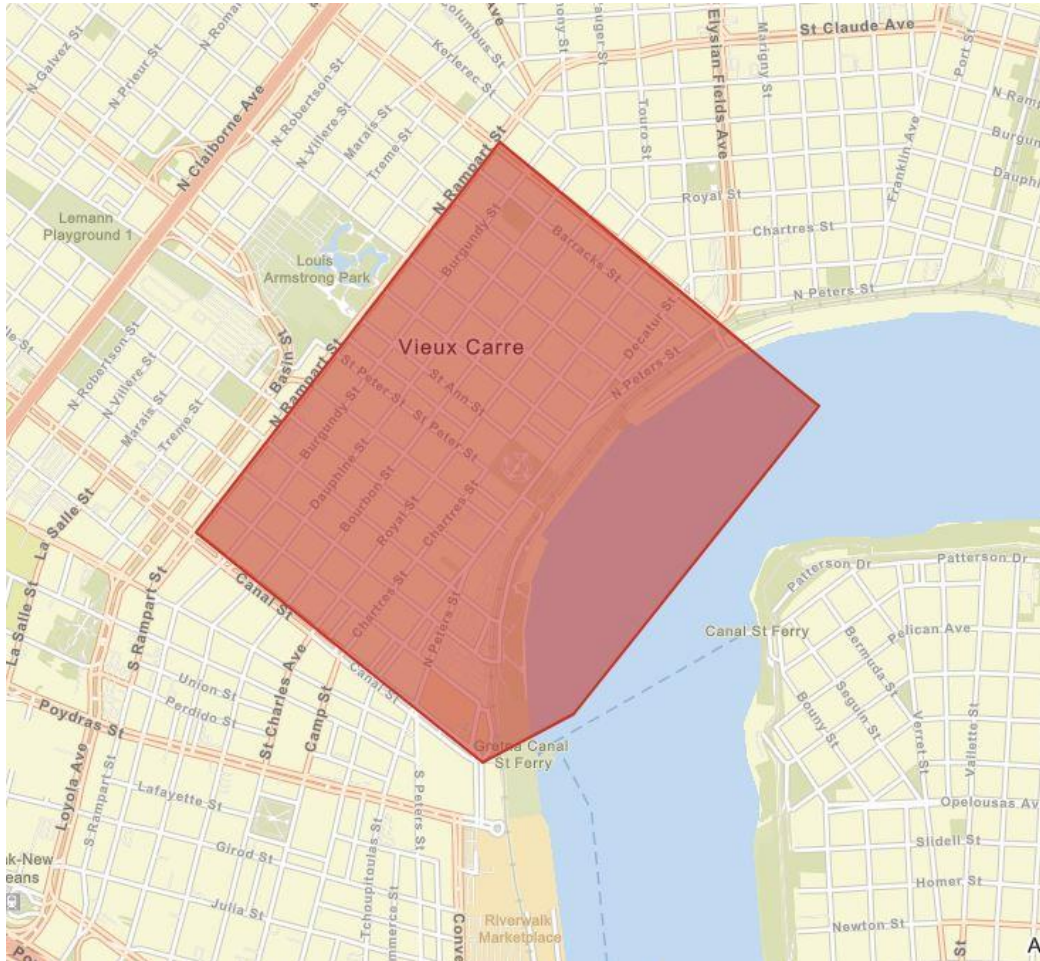 N Galvez St
N Prieur St
N Robertson St
N Villere St
Marais St
Treme St
Columbus St
Kerlerec St
St Claude Ave
Elysian Fields Ave
Marigny St
Touro St
Port St
Franklin Ave
Royal St
Chartres St
N Peters St
N Claiborne Ave
N Rampart St
Lemann
Playground 1
Louis
Armstrong Park
Burgundy St
Barracks St
Decatur St
N Peters St
Vieux Carre
Basin St
N Rampart St
St Peter St
St Ann St
St Peter St
N Robertson St
N Villere St
Marais St
Treme St
Burgundy St
Dauphine St
Bourbon St
Royal St
Chartres St
Chartres St
N Peters St
La Salle St
La Salle St
S Rampart St
Canal St
Canal St
St Charles Ave
Camp St
Union St
Perdido St
Poydras St
Loyola Ave
S Rampart St
Lafayette St
Girod St
Julia St
S Peters St
Tchoupitoulas St
Gretna Canal
St Ferry
Riverwalk
Marketplace
Canal St Ferry
Patterson Dr
Patterson Dr
Pelican Ave
Bermuda St
Seguin St
Bouny St
Verret St
Vallette St
Opelousas Av
Slidell St
Homer St
Newton St
St
A